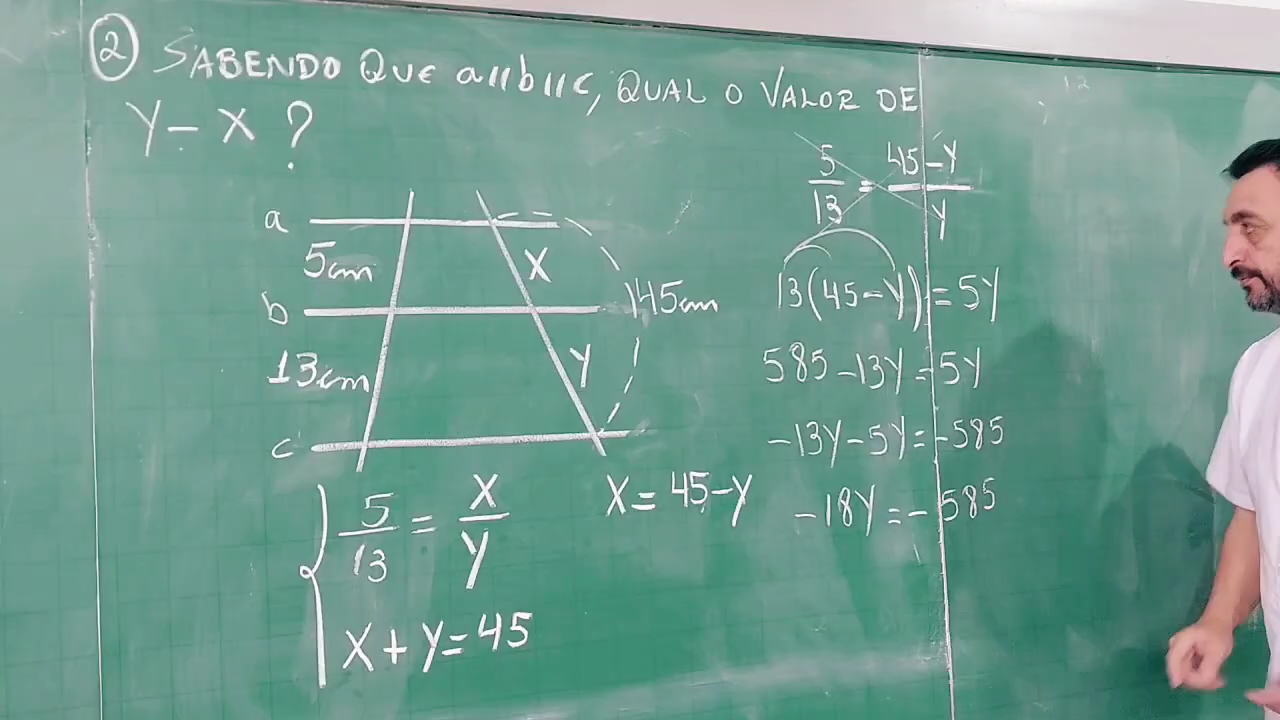 2 SABENDO QUE a//b//c, QUAL O VALOR DE
Y - X ?
a
5cm
X
b
45cm
13cm
Y
c
5/13 = X/Y
X + Y = 45
X = 45 - Y
5/13 = 45 - Y/Y
13(45 - Y) = 5Y
585 - 13Y = 5Y
-13Y - 5Y = -585
-18Y = -585